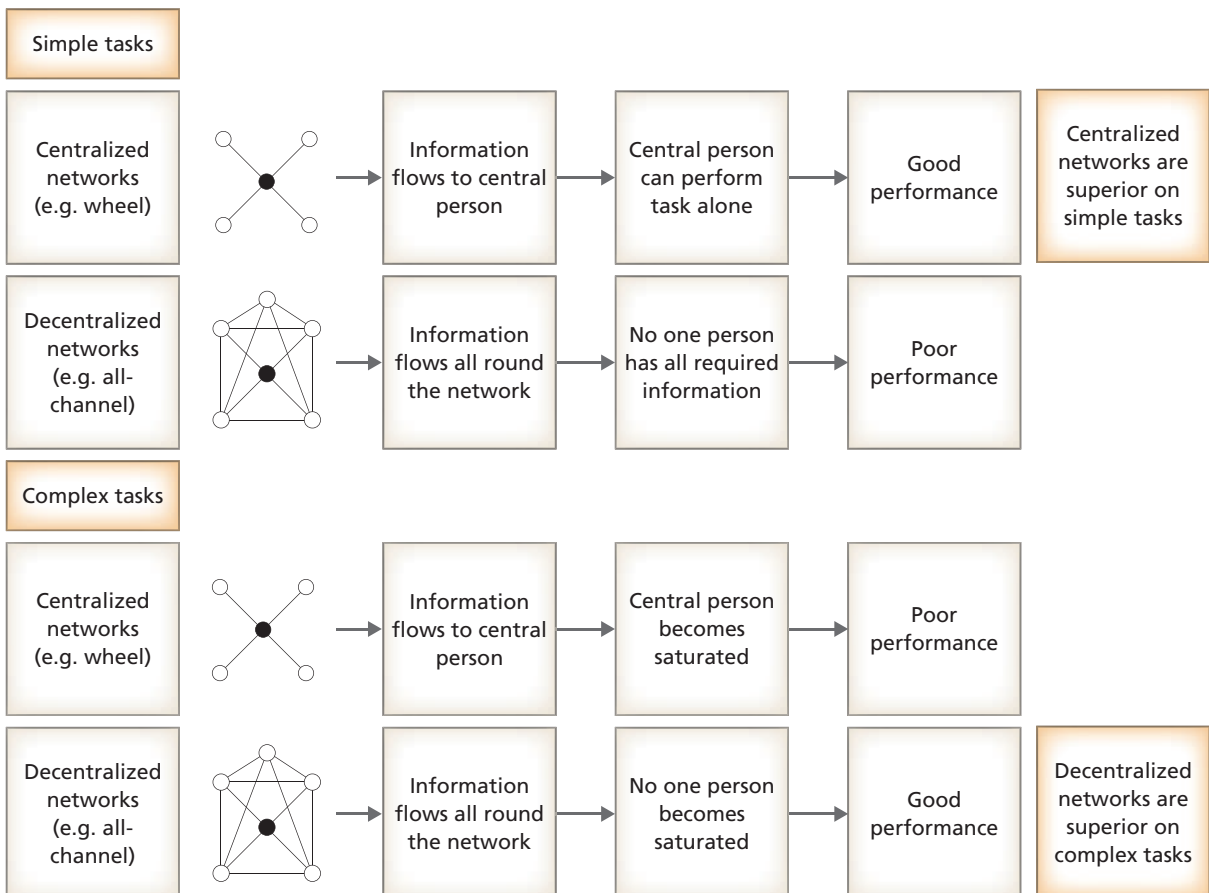 Simple tasks
Centralized
networks
(e.g. wheel)
Information
flows to central
person
Central person
can perform
task alone
Good
performance
Centralized
networks are
superior on
simple tasks
Decentralized
networks
(e.g. all-
channel)
Information
flows all round
the network
No one person
has all required
information
Poor
performance
Complex tasks
Centralized
networks
(e.g. wheel)
Information
flows to central
person
Central person
becomes
saturated
Poor
performance
Decentralized
networks
(e.g. all-
channel)
Information
flows all round
the network
No one person
becomes
saturated
Good
performance
Decentralized
networks are
superior on
complex tasks